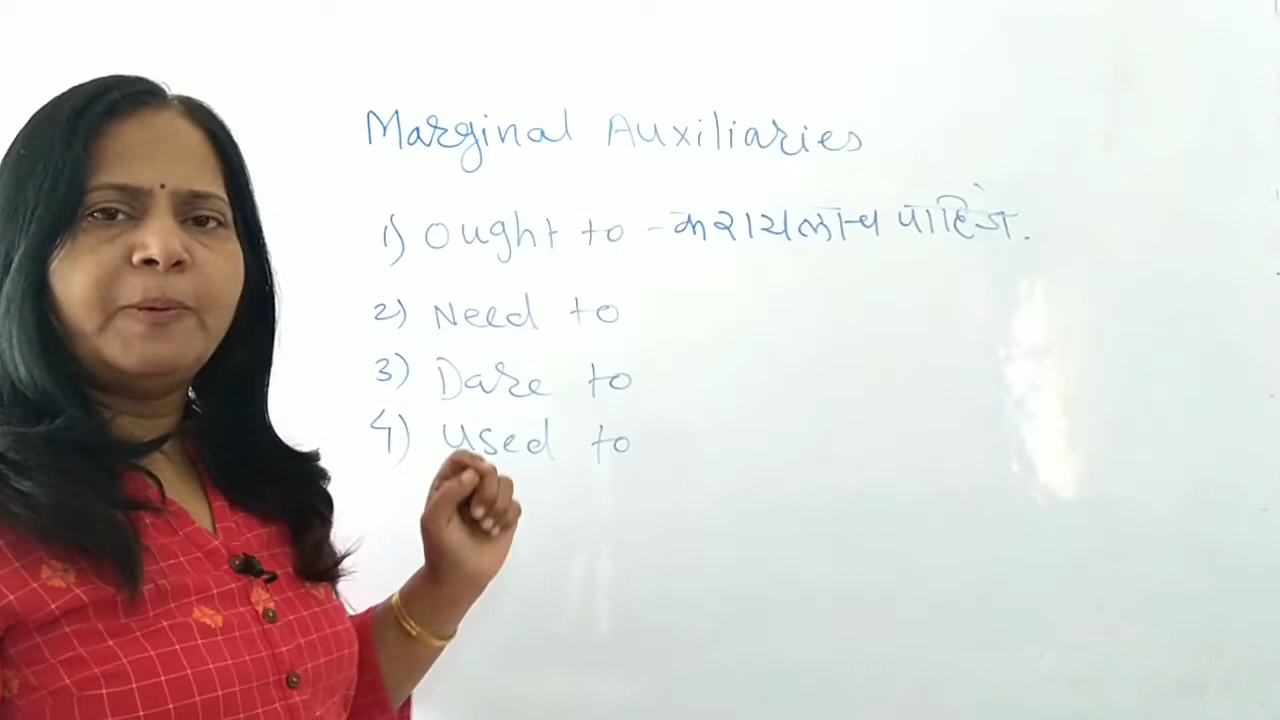 Marginal Auxiliaries
1) Ought to - करायलाच पाहिजे.
2) Need to
3) Dare to
4) Used to